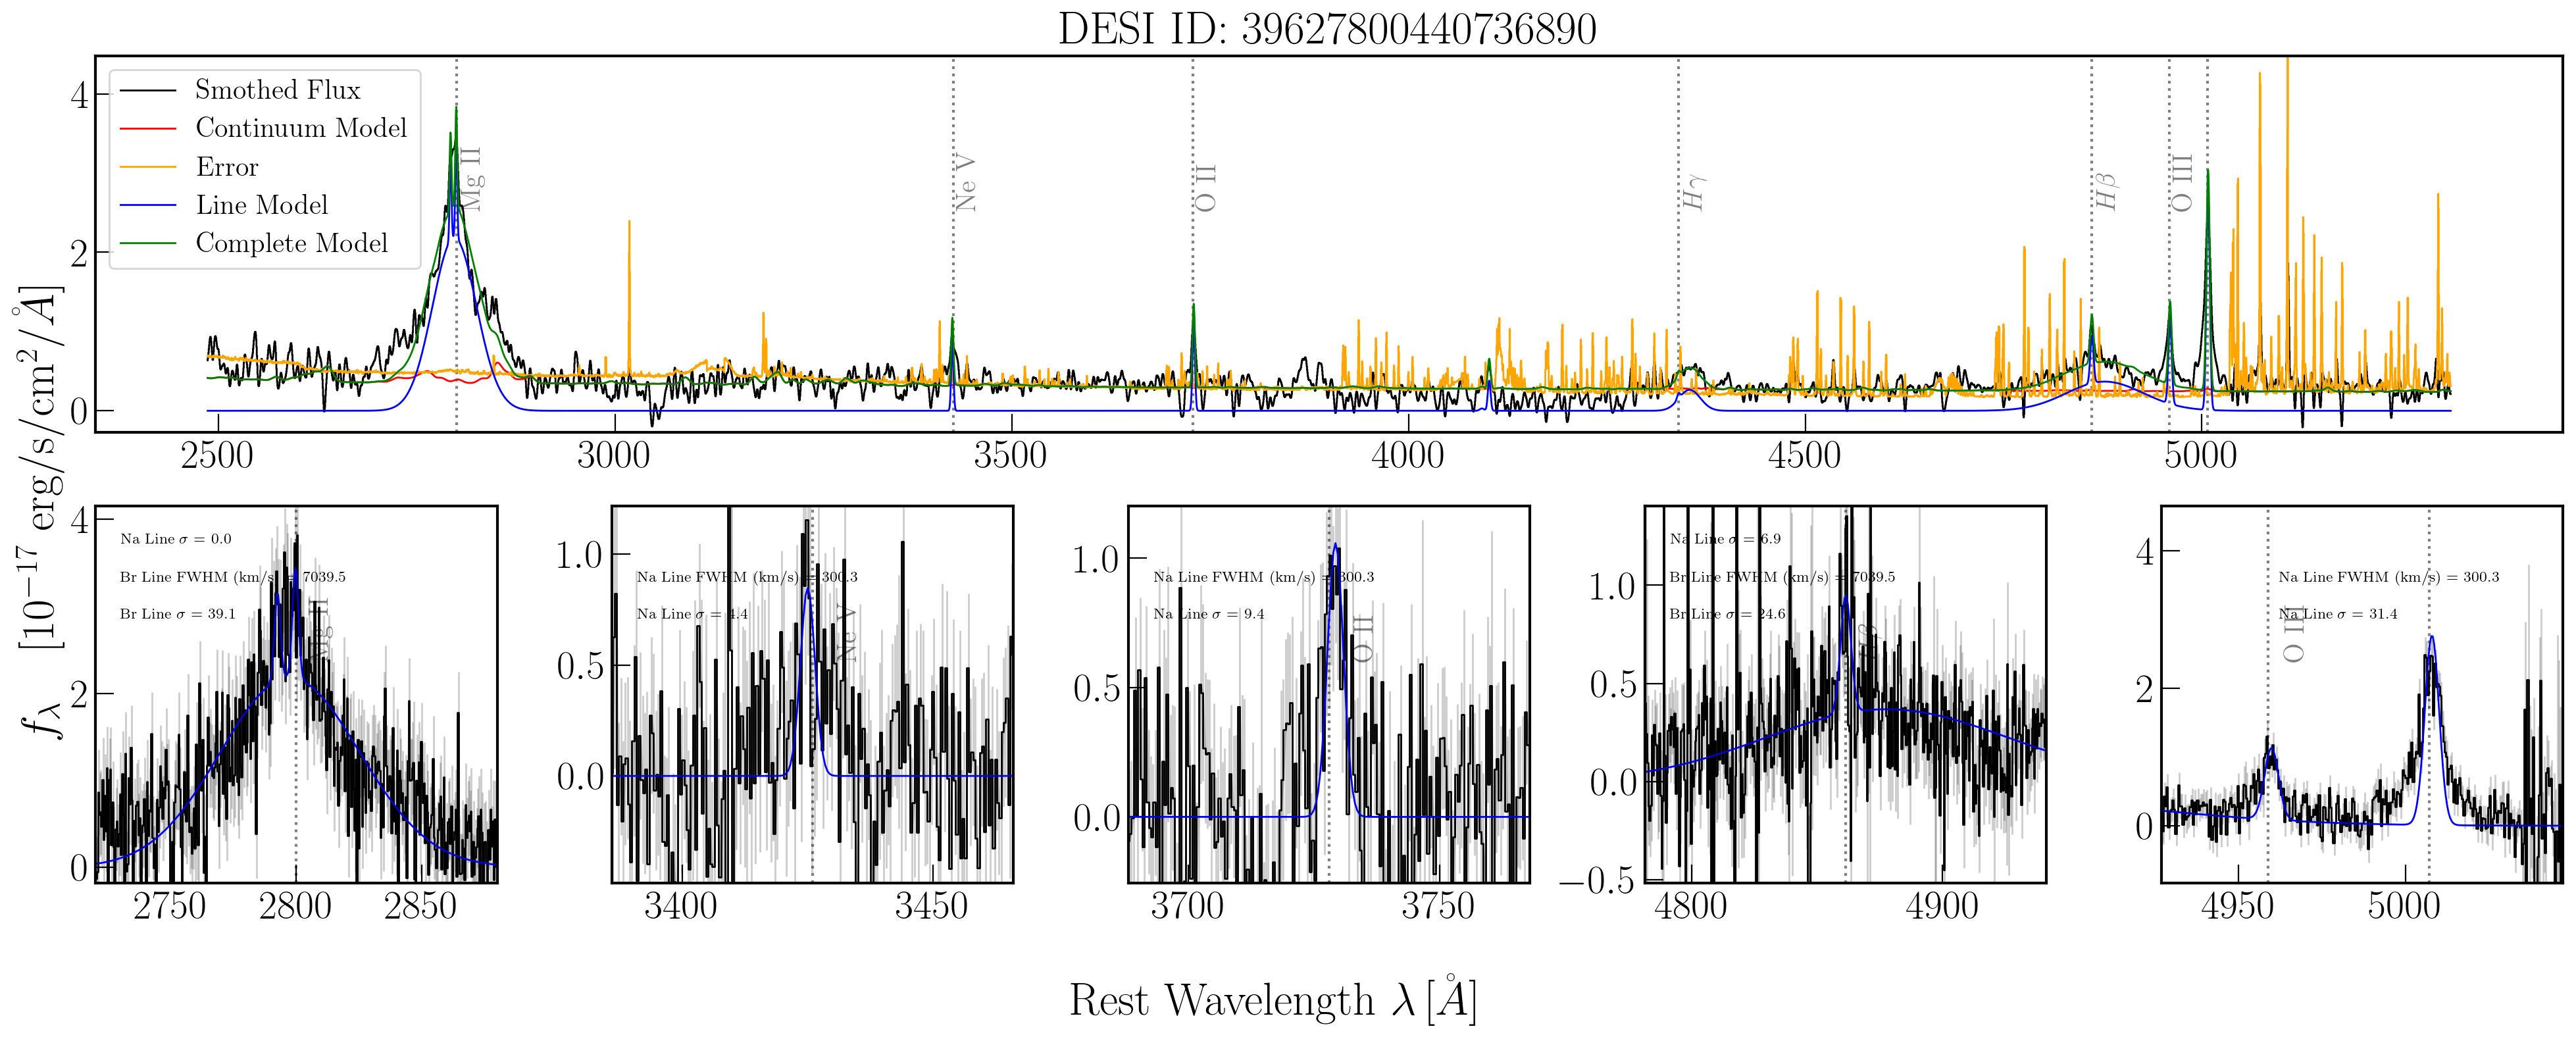 DESI ID: 39627800440736890
Smothed Flux
Continuum Model
Error
Line Model
Complete Model
Mg II
Ne V
O II
Hγ
Hβ
O III
4
2
0
2500
3000
3500
4000
4500
5000
f_λ [10^{-17} erg/s/cm^2/Å]
Na Line σ = 0.0
Br Line FWHM (km/s) = 7039.5
Br Line σ = 39.1
Mg II
4
2
0
2750
2800
2850
Na Line FWHM (km/s) = 300.3
Na Line σ = 4.4
Ne V
1.0
0.5
0.0
3400
3450
Na Line FWHM (km/s) = 300.3
Na Line σ = 9.4
O II
1.0
0.5
0.0
3700
3750
Na Line σ = 6.9
Br Line FWHM (km/s) = 7039.5
Br Line σ = 24.6
Hβ
1.0
0.5
0.0
−0.5
4800
4900
Na Line FWHM (km/s) = 300.3
Na Line σ = 31.4
O III
4
2
0
4950
5000
Rest Wavelength λ [Å]